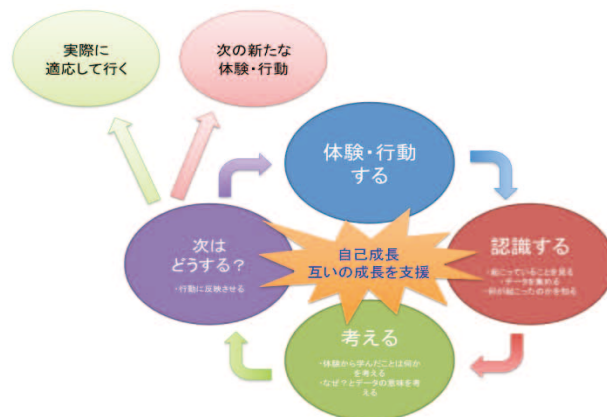 実際に
適応して行く
次の新たな
体験・行動
体験・行動
する
認識する
・起こっていることを見る
・データを集める
・何が起こったのかを知る
自己成長
互いの成長を支援
次は
どうする？
・行動に反映させる
考える
・体験から学んだことは何か
を考える
・なぜ？とデータの意味を考
える